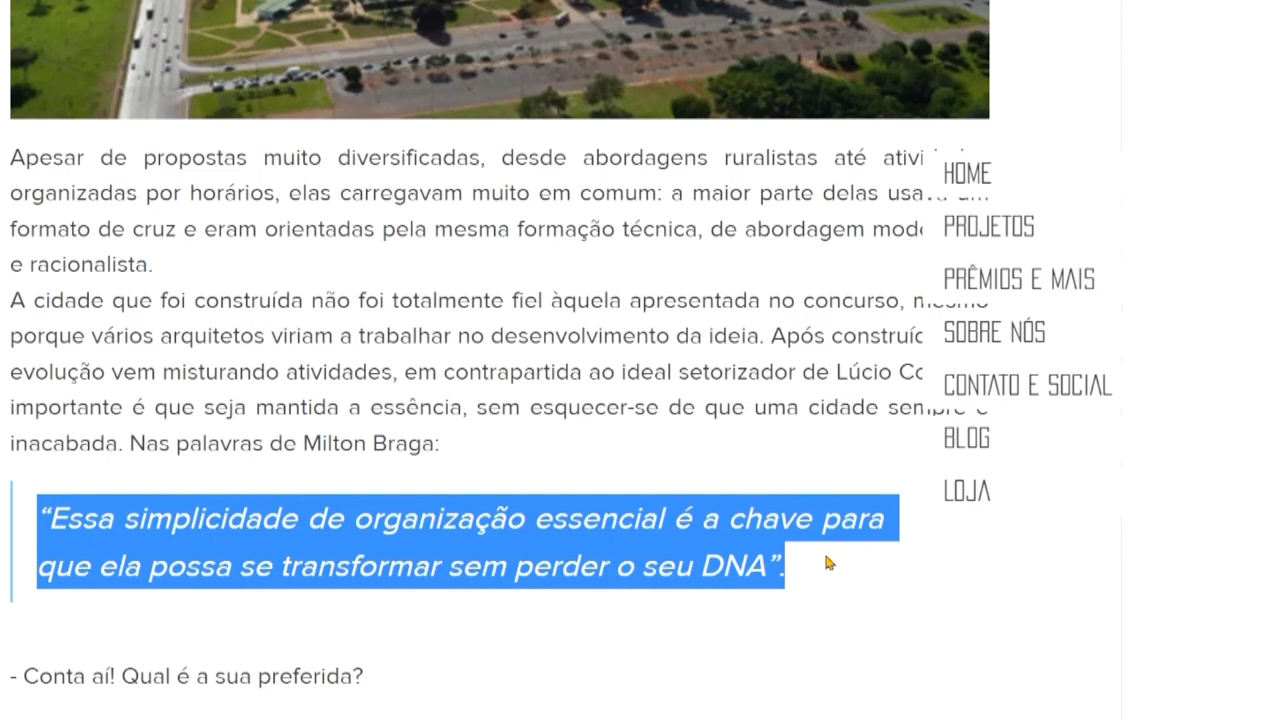 Apesar de propostas muito diversificadas, desde abordagens ruralistas até
organizadas por horários, elas carregavam muito em comum: a maior parte delas
formato de cruz e eram orientadas pela mesma formação técnica, de abordagem
e racionalista.
A cidade que foi construída não foi totalmente fiel àquela apresentada no concurso, mesmo
porque vários arquitetos viriam a trabalhar no desenvolvimento da ideia. Após
evolução vem misturando atividades, em contrapartida ao ideal setorizador de Lúcio
importante é que seja mantida a essência, sem esquecer-se de que uma cidade sempre é
inacabada. Nas palavras de Milton Braga:
“Essa simplicidade de organização essencial é a chave para
que ela possa se transformar sem perder o seu DNA”.
- Conta aí! Qual é a sua preferida?
HOME
PROJETOS
PRÊMIOS E MAIS
SOBRE NÓS
CONTATO E SOCIAL
BLOG
LOJA